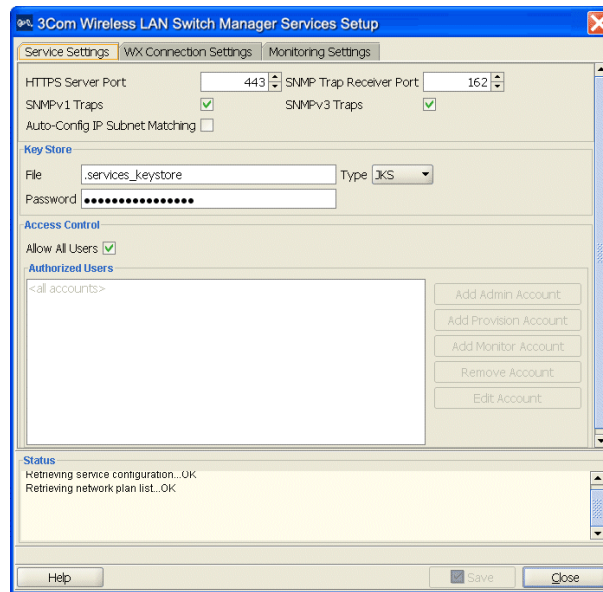 3Com Wireless LAN Switch Manager Services Setup
Service Settings WX Connection Settings Monitoring Settings
HTTPS Server Port 443 SNMP Trap Receiver Port 162
SNMPv1 Traps SNMPv3 Traps
Auto-Config IP Subnet Matching
Key Store
File .services_keystore Type JKS
Password ••••••••••••••••
Access Control
Allow All Users
Authorized Users
<all accounts>
Add Admin Account
Add Provision Account
Add Monitor Account
Remove Account
Edit Account
Status
Retrieving service configuration...OK
Retrieving network plan list...OK
Help Save Close